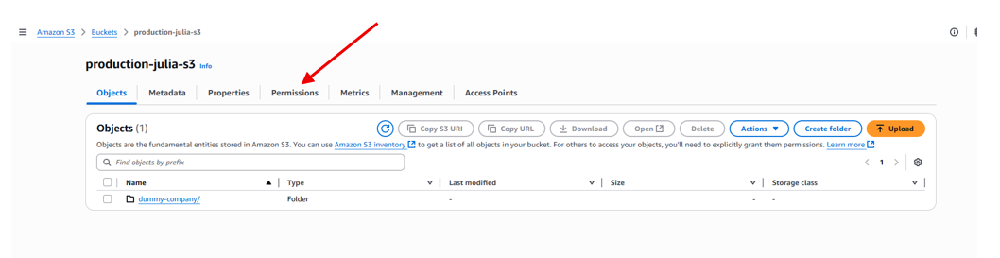 Amazon S3 > Buckets > production-julia-s3
production-julia-s3 Info
Objects Metadata Properties Permissions Metrics Management Access Points
Objects (1) Copy S3 URI Copy URL Download Open Delete Actions Create folder Upload
Objects are the fundamental entities stored in Amazon S3. You can use Amazon S3 inventory to get a list of all objects in your bucket. For others to access your objects, you'll need to explicitly grant them permissions. Learn more
Find objects by prefix < 1 >
Name Type Last modified Size Storage class
dummy-company/ Folder - - -